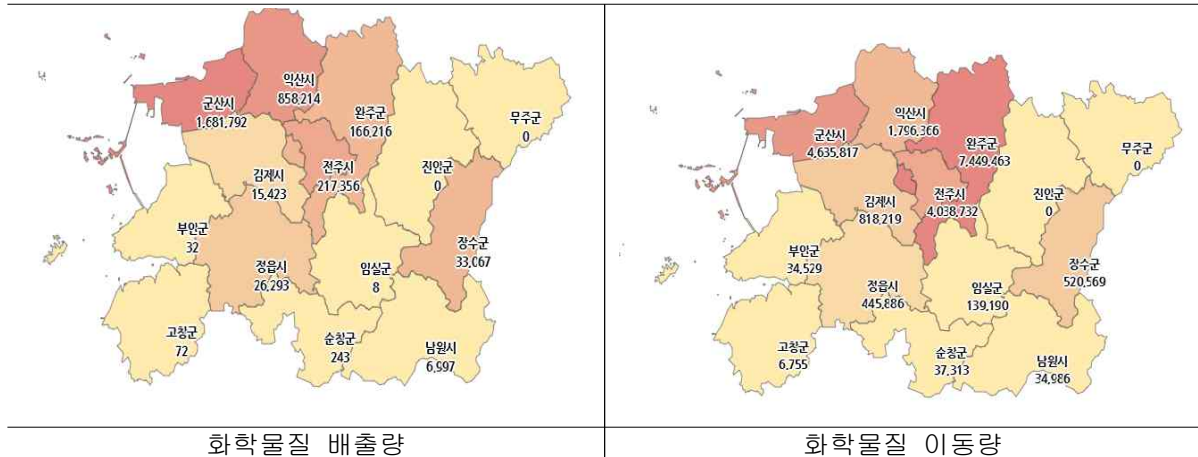 익산시
858,214
군산시
1,681,792
완주군
166,216
무주군
0
전주시
217,356
진안군
0
김제시
15,423
부안군
32
장수군
33,067
정읍시
26,293
임실군
8
고창군
72
순창군
243
남원시
6,997
화학물질 배출량
익산시
1,796,366
군산시
4,635,817
완주군
7,449,463
무주군
0
전주시
4,038,732
진안군
0
김제시
818,219
부안군
34,529
장수군
520,569
정읍시
445,886
임실군
139,190
고창군
6,755
순창군
37,313
남원시
34,986
화학물질 이동량